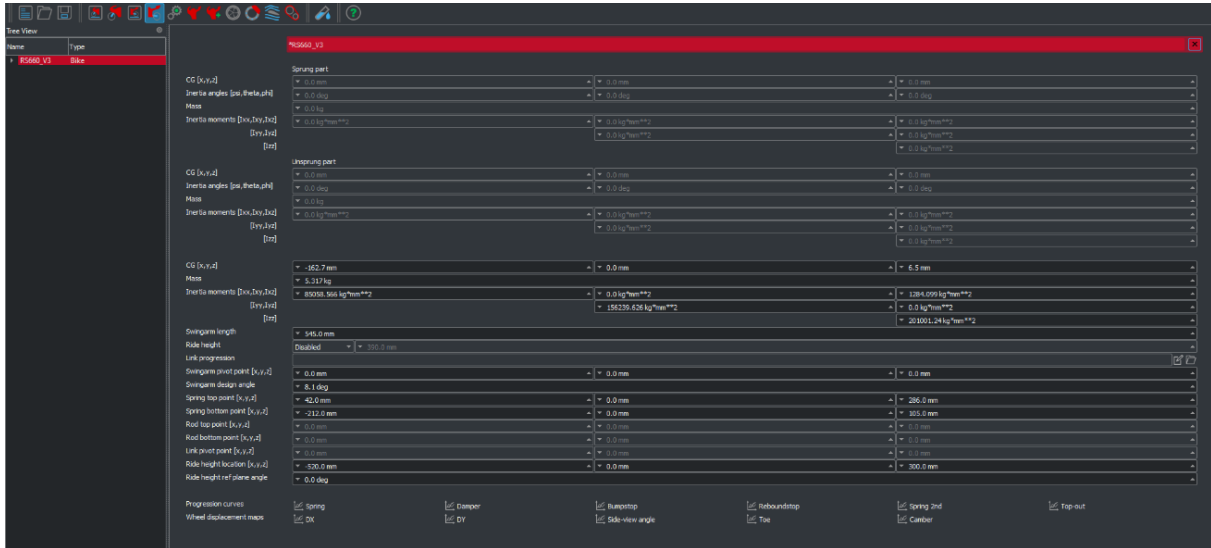 Tree View
Name Type
RS660_V3 Bike
*RS660_V3
Sprung part
CG [x,y,z] 0.0 mm 0.0 mm 0.0 mm
Inertia angles [psi,theta,phi] 0.0 deg 0.0 deg 0.0 deg
Mass 0.0 kg
Inertia moments [Ixx,Ixy,Ixz] 0.0 kg*mm**2 0.0 kg*mm**2 0.0 kg*mm**2
[Iyy,Iyz] 0.0 kg*mm**2 0.0 kg*mm**2
[Izz] 0.0 kg*mm**2
Unsprung part
CG [x,y,z] 0.0 mm 0.0 mm 0.0 mm
Inertia angles [psi,theta,phi] 0.0 deg 0.0 deg 0.0 deg
Mass 0.0 kg
Inertia moments [Ixx,Ixy,Ixz] 0.0 kg*mm**2 0.0 kg*mm**2 0.0 kg*mm**2
[Iyy,Iyz] 0.0 kg*mm**2 0.0 kg*mm**2
[Izz] 0.0 kg*mm**2
CG [x,y,z] -162.7 mm 0.0 mm 6.5 mm
Mass 5.317 kg
Inertia moments [Ixx,Ixy,Ixz] 85058.566 kg*mm**2 0.0 kg*mm**2 1284.099 kg*mm**2
[Iyy,Iyz] 156239.626 kg*mm**2 0.0 kg*mm**2
[Izz] 201001.24 kg*mm**2
Swingarm length 545.0 mm
Ride height Disabled 390.0 mm
Link progression
Swingarm pivot point [x,y,z] 0.0 mm 0.0 mm 0.0 mm
Swingarm design angle 8.1 deg
Spring top point [x,y,z] 42.0 mm 0.0 mm 286.0 mm
Spring bottom point [x,y,z] -212.0 mm 0.0 mm 105.0 mm
Rod top point [x,y,z] 0.0 mm 0.0 mm 0.0 mm
Rod bottom point [x,y,z] 0.0 mm 0.0 mm 0.0 mm
Link pivot point [x,y,z] 0.0 mm 0.0 mm 0.0 mm
Ride height location [x,y,z] -520.0 mm 0.0 mm 300.0 mm
Ride height ref plane angle 0.0 deg
Progression curves Spring Damper Bumpstop Reboundstop Spring 2nd Top-out
Wheel displacement maps DX DY Side-view angle Toe Camber